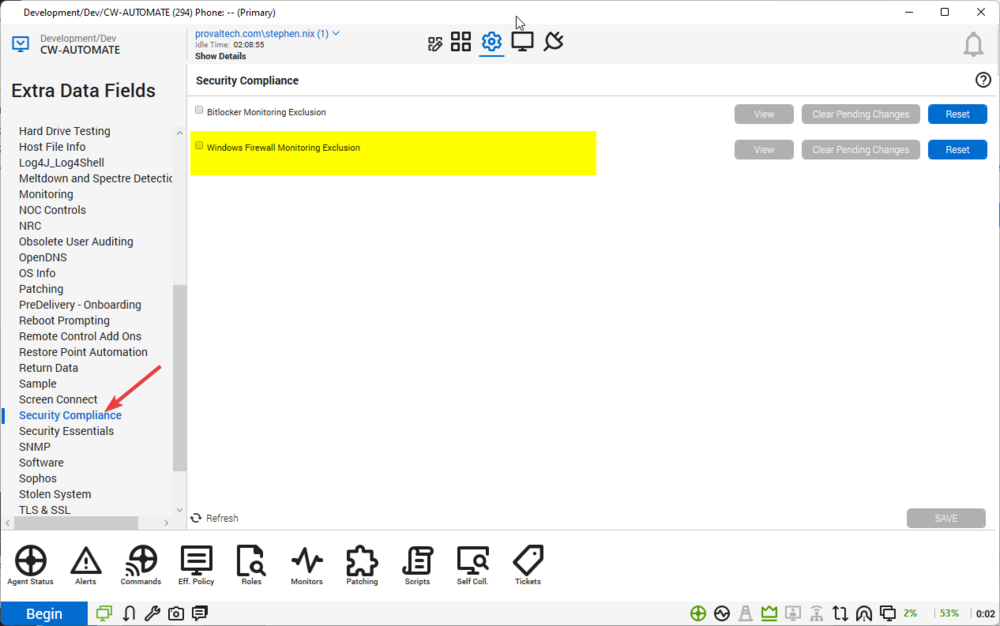 Development/Dev/CW-AUTOMATE (294) Phone: -- (Primary)
Development/Dev
CW-AUTOMATE
provaltech.com\stephen.nix (1)
Idle Time: 02:08:55
Show Details
Extra Data Fields
Security Compliance
Hard Drive Testing
Host File Info
Log4J_Log4Shell
Meltdown and Spectre Detectic
Monitoring
NOC Controls
NRC
Obsolete User Auditing
OpenDNS
OS Info
Patching
PreDelivery - Onboarding
Reboot Prompting
Remote Control Add Ons
Restore Point Automation
Return Data
Sample
Screen Connect
Security Compliance
Security Essentials
SNMP
Software
Sophos
Stolen System
TLS & SSL
Bitlocker Monitoring Exclusion
View
Clear Pending Changes
Reset
Windows Firewall Monitoring Exclusion
View
Clear Pending Changes
Reset
Refresh
SAVE
Agent Status
Alerts
Commands
Eff. Policy
Roles
Monitors
Patching
Scripts
Self Coll.
Tickets
Begin
2%
53%
0:02